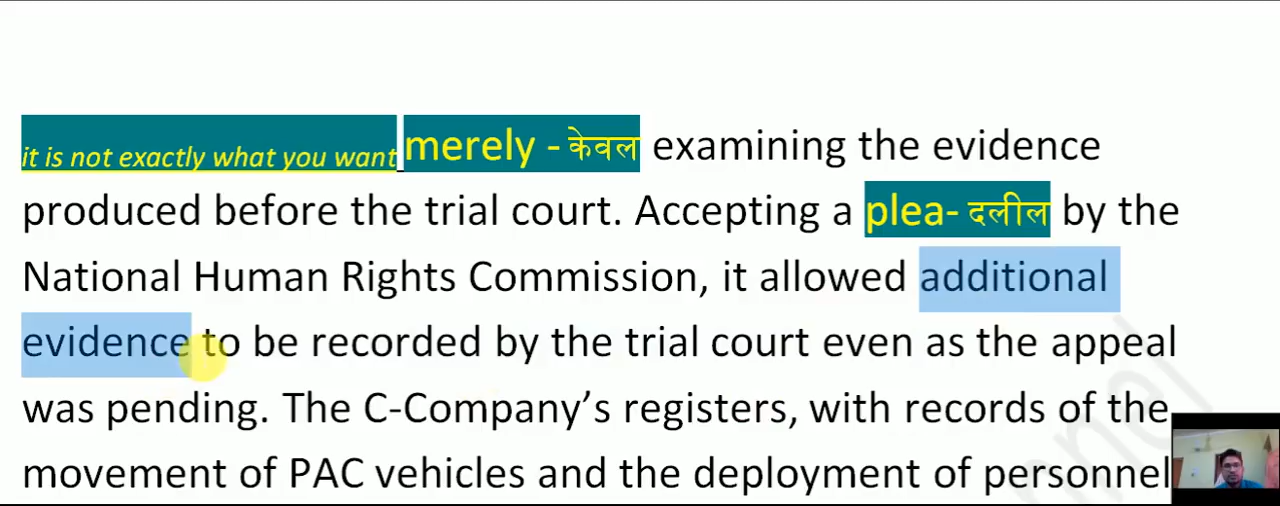 it is not exactly what you want merely - केवल examining the evidence
produced before the trial court. Accepting a plea- दलील by the
National Human Rights Commission, it allowed additional
evidence to be recorded by the trial court even as the appeal
was pending. The C-Company’s registers, with records of the
movement of PAC vehicles and the deployment of personnel